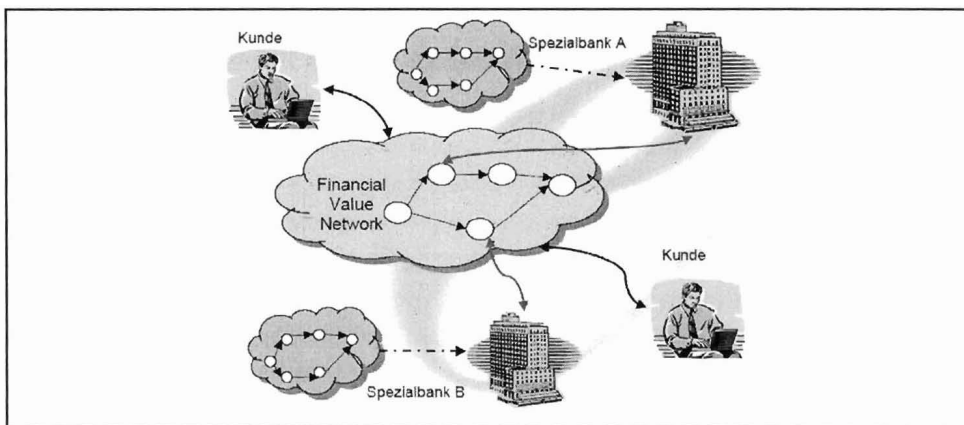 Kunde
Spezialbank A
Financial
Value
Network
Kunde
Spezialbank B